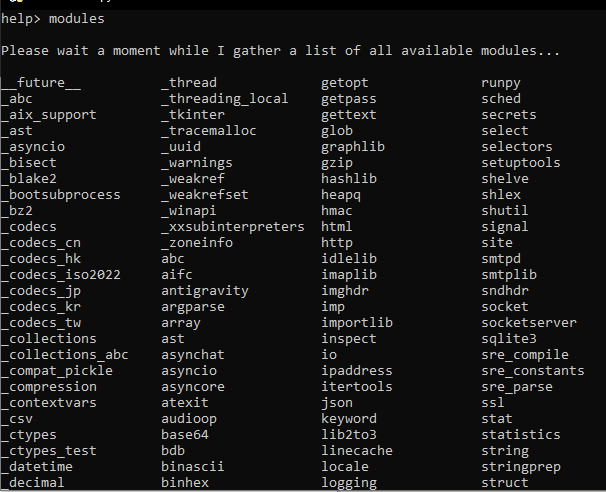 help> modules
Please wait a moment while I gather a list of all available modules...
__future__ _thread getopt runpy
_abc _threading_local getpass sched
_aix_support _tkinter gettext secrets
_ast _tracemalloc glob select
_asyncio _uuid graphlib selectors
_bisect _warnings gzip setuptools
_blake2 _weakref hashlib shelve
_bootsubprocess _weakrefset heapq shlex
_bz2 _winapi hmac shutil
_codecs _xxsubinterpreters html signal
_codecs_cn _zoneinfo http site
_codecs_hk abc idlelib smtpd
_codecs_iso2022 aifc imaplib smtplib
_codecs_jp antigravity imghdr sndhdr
_codecs_kr argparse imp socket
_codecs_tw array importlib socketserver
_collections ast inspect sqlite3
_collections_abc asynchat io sre_compile
_compat_pickle asyncio ipaddress sre_constants
_compression asyncore itertools sre_parse
_contextvars atexit json ssl
_csv audioop keyword stat
_ctypes base64 lib2to3 statistics
_ctypes_test bdb linecache string
_datetime binascii locale stringprep
_decimal binhex logging struct